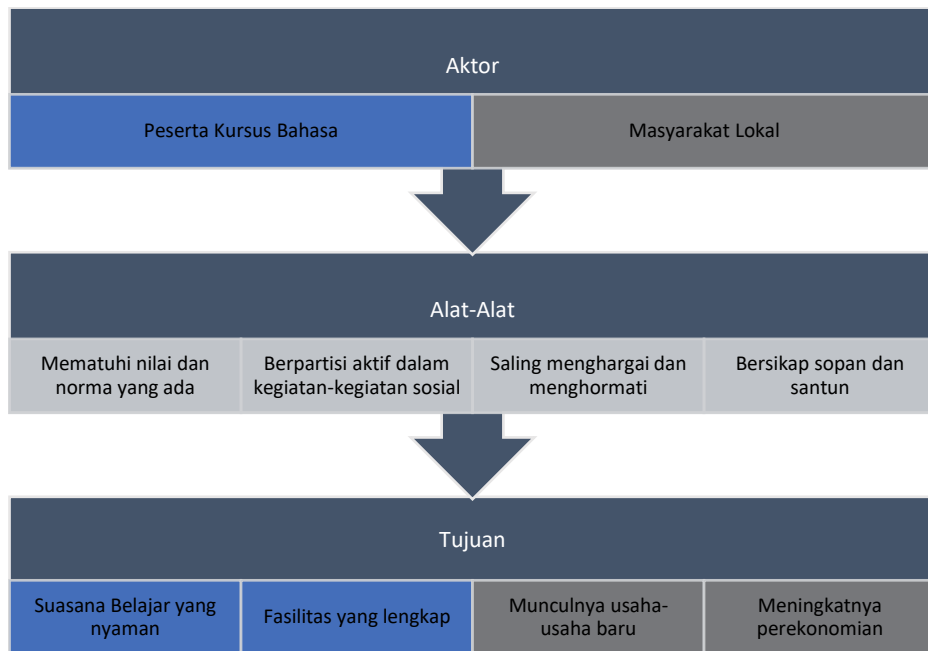 Aktor
Peserta Kursus Bahasa
Masyarakat Lokal
Alat-Alat
Mematuhi nilai dan
norma yang ada
Berpartisi aktif dalam
kegiatan-kegiatan sosial
Saling menghargai dan
menghormati
Bersikap sopan dan
santun
Tujuan
Suasana Belajar yang
nyaman
Fasilitas yang lengkap
Munculnya usaha-
usaha baru
Meningkatnya
perekonomian